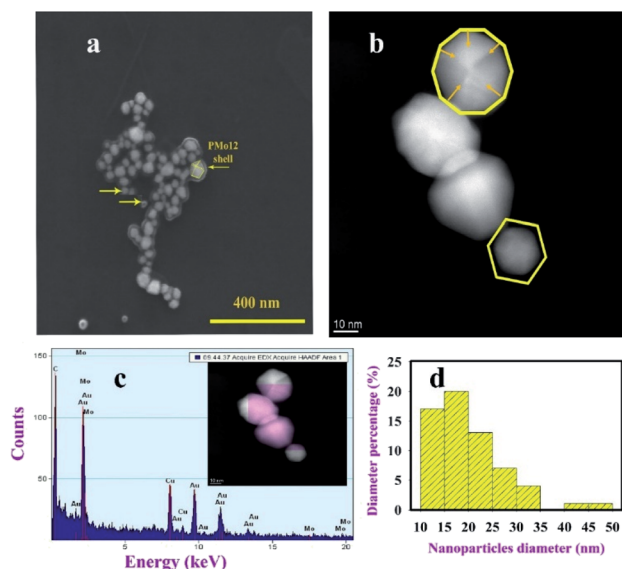 a
PMo12
shell
400 nm
b
10 nm
c
05.44.37 Acquire EDX Acquire HAADF Area 1
150
100
50
Counts
C
Mo
Mo
Au
Au
Mo
Au
Cu
Au
Cu
Au
Au
Au
Au
Au
Mo
Mo
Mo
5
10
15
20
Energy (keV)
d
Diameter percentage (%)
25
20
15
10
5
0
10 15 20 25 30 35 40 45 50
Nanoparticles diameter (nm)